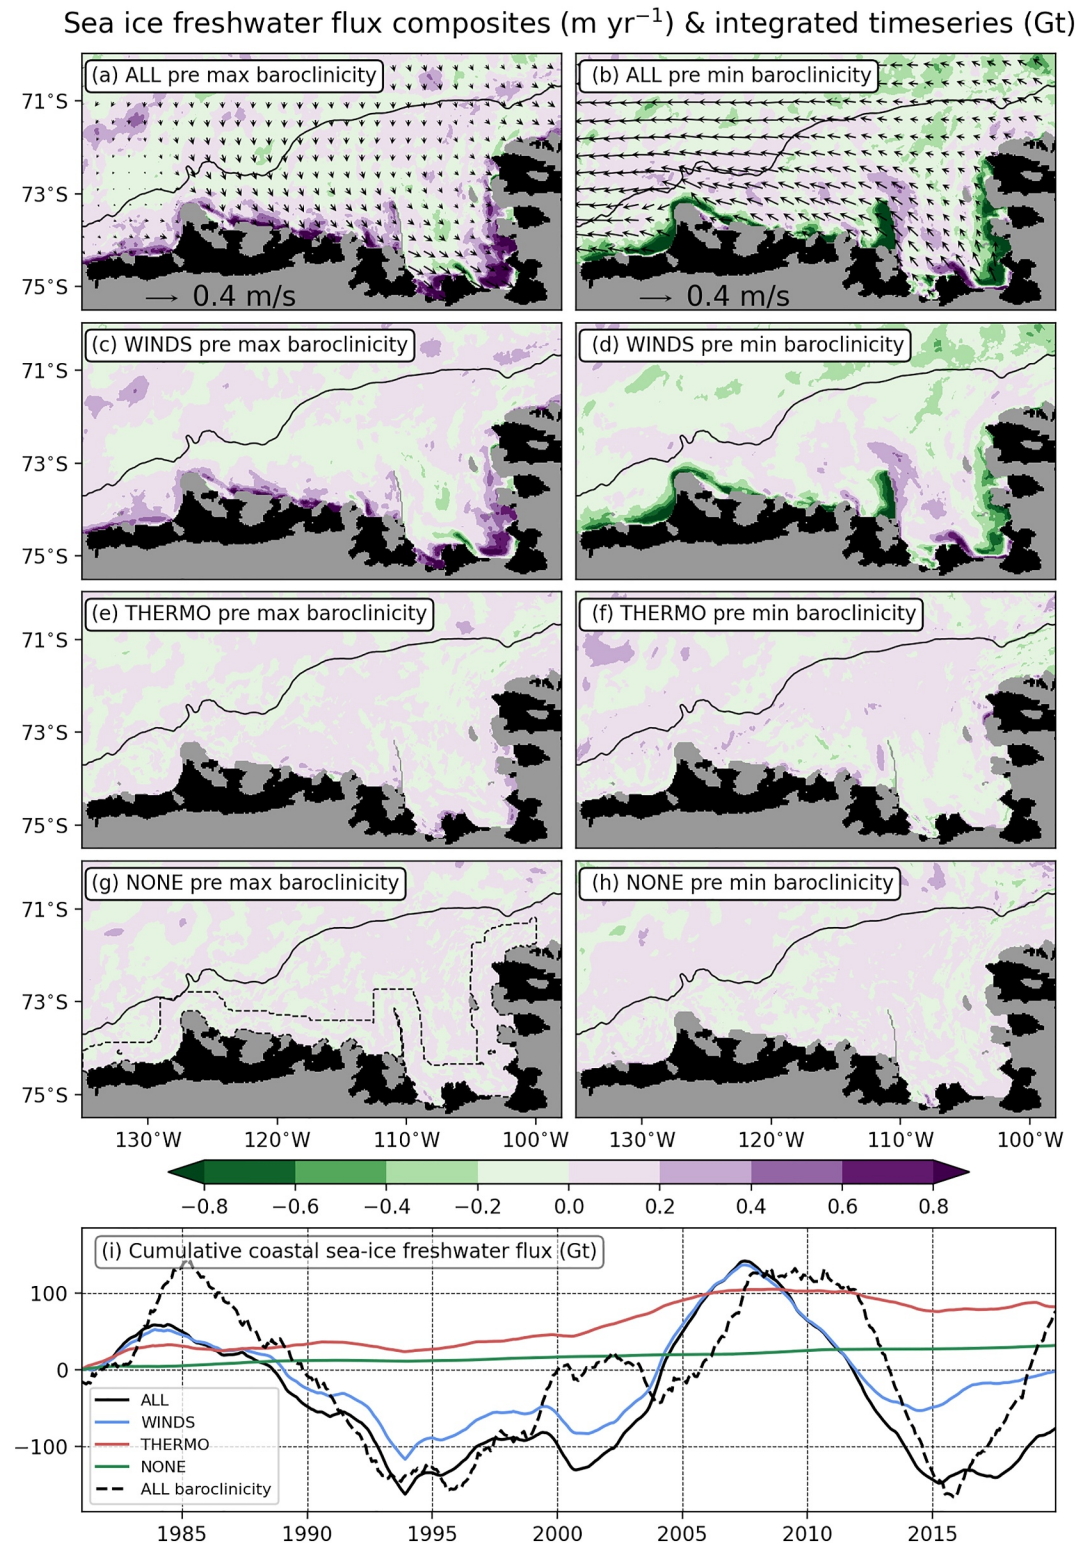 Sea ice freshwater flux composites (m yr⁻¹) & integrated timeseries (Gt)
(a) ALL pre max baroclinicity
(b) ALL pre min baroclinicity
71°S
73°S
75°S
0.4 m/s
0.4 m/s
(c) WINDS pre max baroclinicity
(d) WINDS pre min baroclinicity
71°S
73°S
75°S
(e) THERMO pre max baroclinicity
(f) THERMO pre min baroclinicity
71°S
73°S
75°S
(g) NONE pre max baroclinicity
(h) NONE pre min baroclinicity
71°S
73°S
75°S
130°W 120°W 110°W 100°W 130°W 120°W 110°W 100°W
−0.8 −0.6 −0.4 −0.2 0.0 0.2 0.4 0.6 0.8
(i) Cumulative coastal sea-ice freshwater flux (Gt)
100
0
−100
ALL
WINDS
THERMO
NONE
ALL baroclinicity
1985 1990 1995 2000 2005 2010 2015